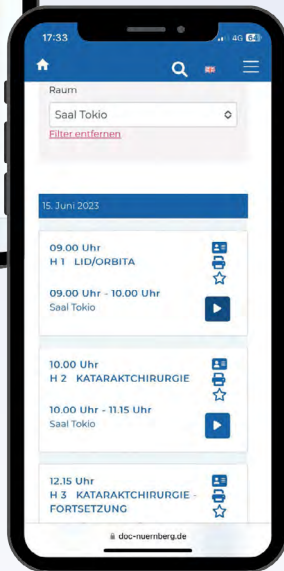 17:33
4G 64
Raum
Saal Tokio
Filter entfernen
15. Juni 2023
09.00 Uhr
H 1 LID/ORBITA
09.00 Uhr - 10.00 Uhr
Saal Tokio
10.00 Uhr
H 2 KATARAKTCHIRURGIE
10.00 Uhr - 11.15 Uhr
Saal Tokio
12.15 Uhr
H 3 KATARAKTCHIRURGIE -
FORTSETZUNG
doc-nuernberg.de